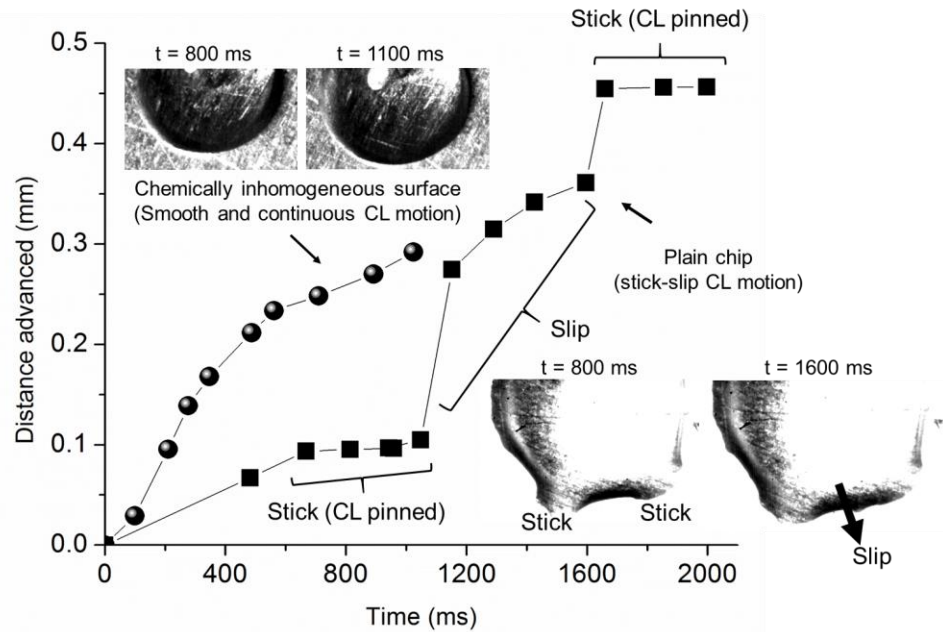 Stick (CL pinned)
0.5
t = 800 ms
t = 1100 ms
0.4
Chemically inhomogeneous surface
(Smooth and continuous CL motion)
0.3
Plain chip
(stick-slip CL motion)
Slip
0.2
t = 800 ms
t = 1600 ms
0.1
Stick (CL pinned)
Stick
Stick
Slip
0.0
0
400
800
1200
1600
2000
Time (ms)
Distance advanced (mm)